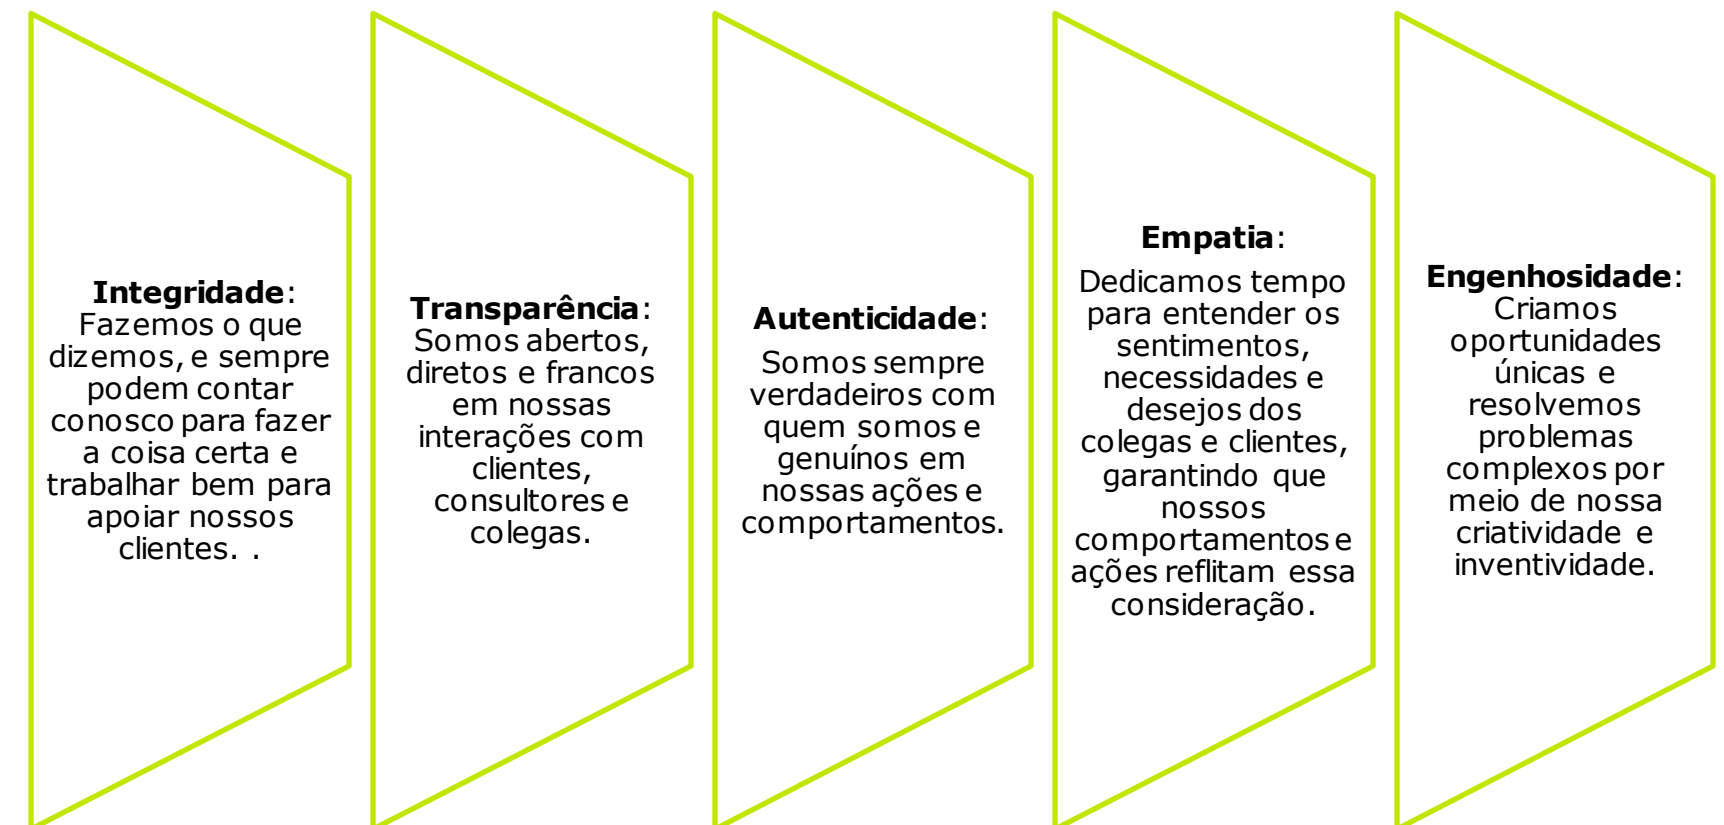 Integridade:
Fazemos o que
dizemos, e sempre
podem contar
conosco para fazer
a coisa certa e
trabalhar bem para
apoiar nossos
clientes. .
Transparência:
Somos abertos,
diretos e francos
em nossas
interações com
clientes,
consultores e
colegas.
Autenticidade:
Somos sempre
verdadeiros com
quem somos e
genuínos em
nossas ações e
comportamentos.
Empatia:
Dedicamos tempo
para entender os
sentimentos,
necessidades e
desejos dos
colegas e clientes,
garantindo que
nossos
comportamentos e
ações reflitam essa
consideração.
Engenhosidade:
Criamos
oportunidades
únicas e
resolvemos
problemas
complexos por
meio de nossa
criatividade e
inventividade.